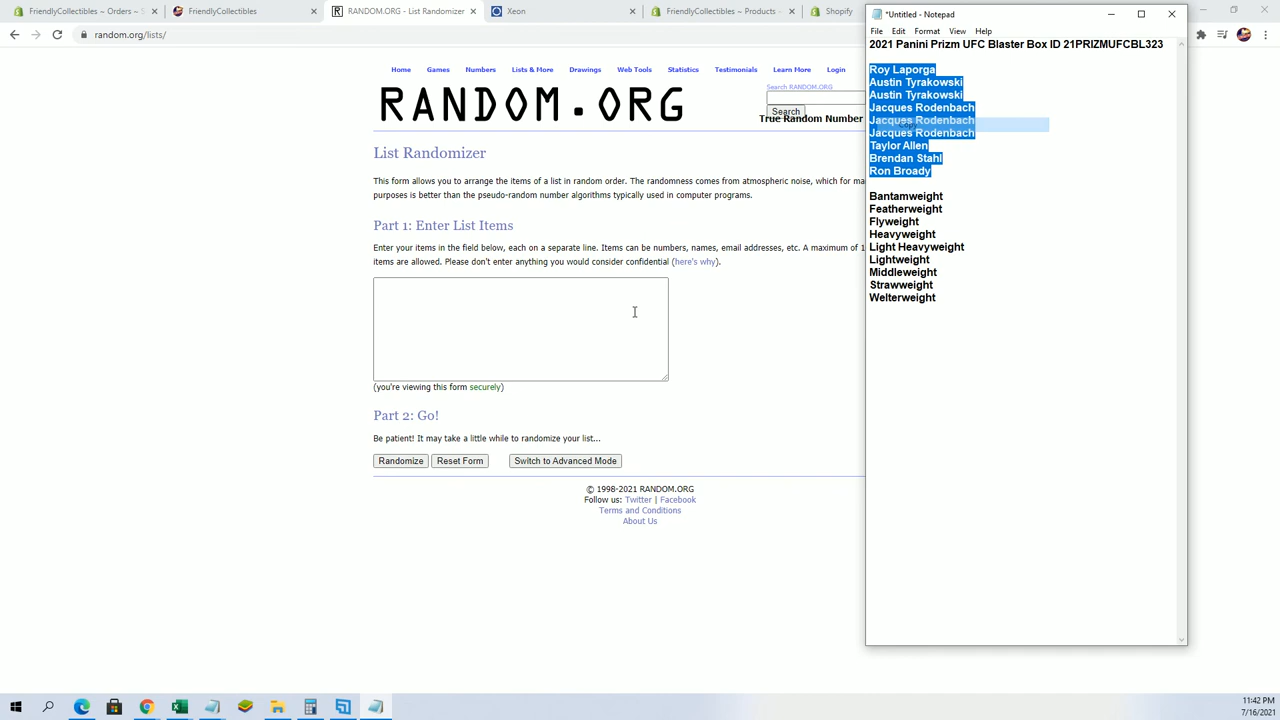 FriendlyCollectibles ~ Orders ~ S
FriendlyCollectibles
RANDOM.ORG - List Randomizer
Xeon
FriendlyCollectibles ~ Products ~
Shopify
random.org/lists/
*Untitled - Notepad
File Edit Format View Help
2021 Panini Prizm UFC Blaster Box ID 21PRIZMUFCBL323
Roy Laporga
Austin Tyrakowski
Austin Tyrakowski
Jacques Rodenbach
Jacques Rodenbach
Jacques Rodenbach
Taylor Allen
Brendan Stahl
Ron Broady
Bantamweight
Featherweight
Flyweight
Heavyweight
Light Heavyweight
Lightweight
Middleweight
Strawweight
Welterweight
Home Games Numbers Lists & More Drawings Web Tools Statistics Testimonials Learn More Login
RANDOM.ORG
Search RANDOM.ORG
Search
True Random Number
List Randomizer
This form allows you to arrange the items of a list in random order. The randomness comes from atmospheric noise, which for ma
purposes is better than the pseudo-random number algorithms typically used in computer programs.
Part 1: Enter List Items
Enter your items in the field below, each on a separate line. Items can be numbers, names, email addresses, etc. A maximum of 1
items are allowed. Please don't enter anything you would consider confidential (here's why).
(you're viewing this form securely)
Part 2: Go!
Be patient! It may take a little while to randomize your list...
Randomize Reset Form Switch to Advanced Mode
© 1998-2021 RANDOM.ORG
Follow us: Twitter | Facebook
Terms and Conditions
About Us
11:42 PM
7/16/2021